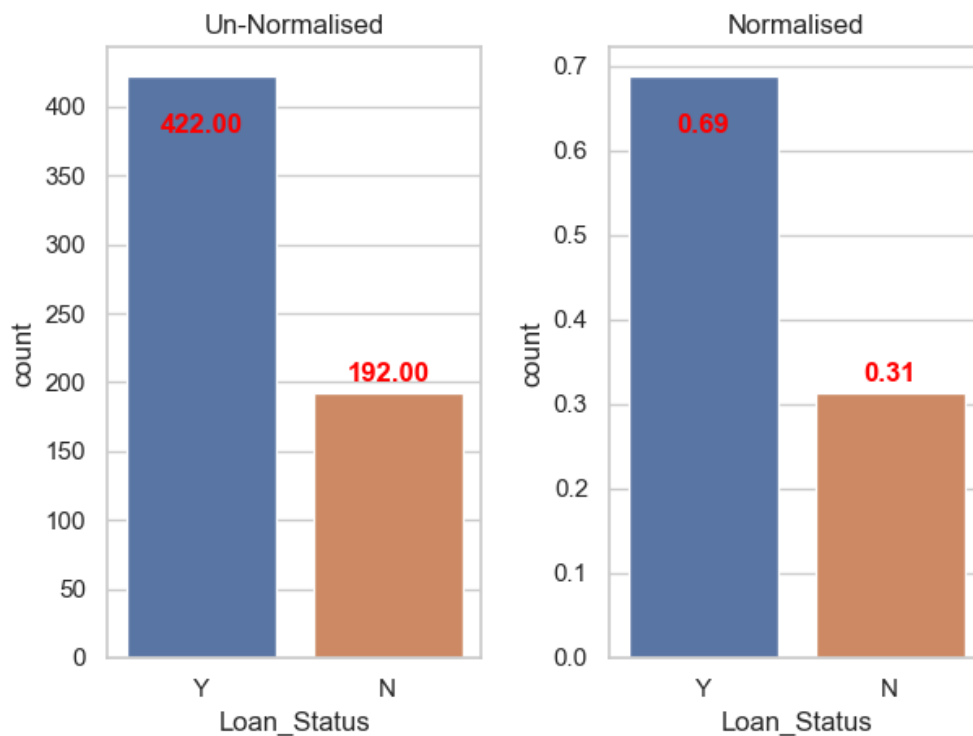 Un-Normalised
400
350
300
250
200
150
100
50
0
count
422.00
192.00
Y
N
Loan_Status
Normalised
0.7
0.6
0.5
0.4
0.3
0.2
0.1
0.0
count
0.69
0.31
Y
N
Loan_Status